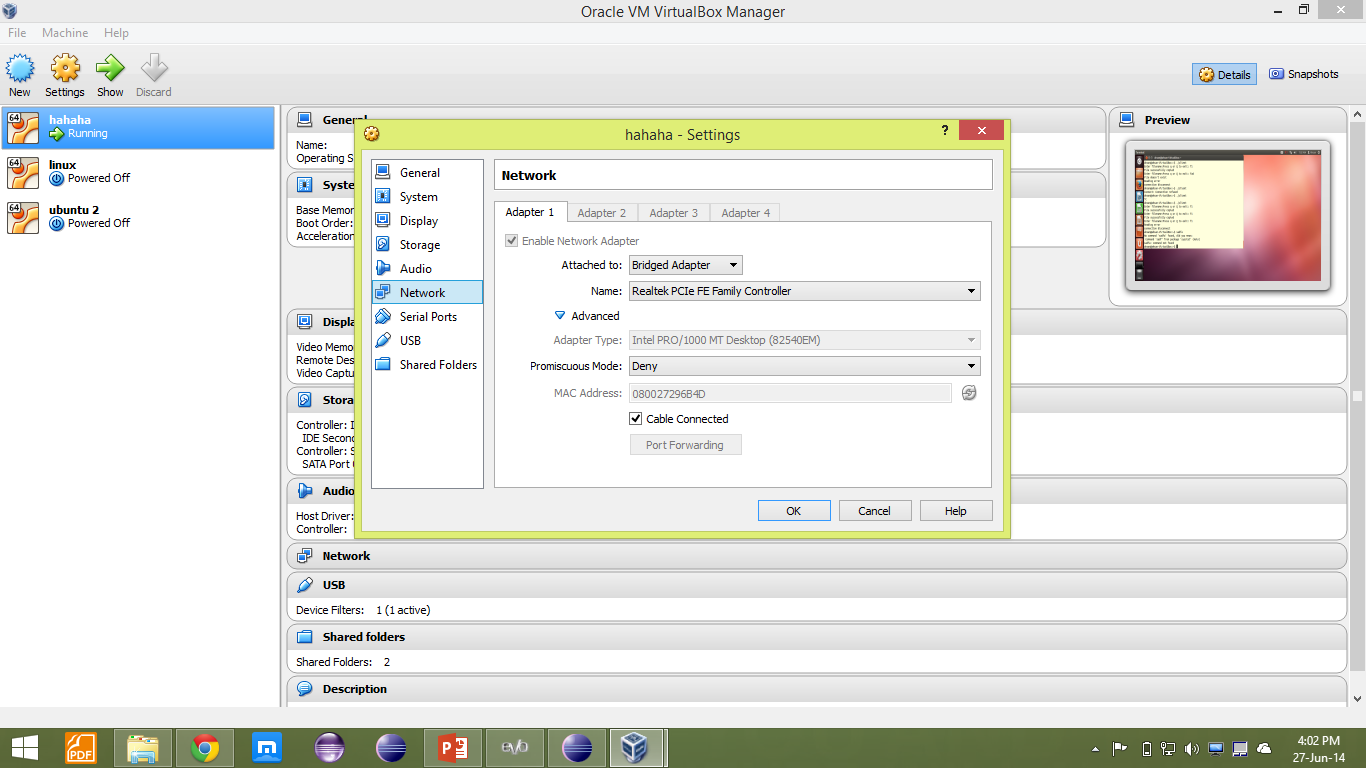 Oracle VM VirtualBox Manager
File Machine Help
New Settings Show Discard
Details Snapshots
64 hahaha
Running
64 linux
Powered Off
64 ubuntu 2
Powered Off
General
Name:
Operating S
Syste
Base Memor
Boot Order:
Acceleration
Displa
Video Memo
Remote Des
Video Captu
Stora
Controller: I
IDE Secon
Controller: S
SATA Port
Audio
Host Driver:
Controller:
Network
USB
Device Filters: 1 (1 active)
Shared folders
Shared Folders: 2
Description
Preview
hahaha - Settings
?
General
System
Display
Storage
Audio
Network
Serial Ports
USB
Shared Folders
Network
Adapter 1 Adapter 2 Adapter 3 Adapter 4
Enable Network Adapter
Attached to: Bridged Adapter
Name: Realtek PCIe FE Family Controller
Advanced
Adapter Type: Intel PRO/1000 MT Desktop (82540EM)
Promiscuous Mode: Deny
MAC Address: 080027296B4D
Cable Connected
Port Forwarding
OK Cancel Help
PDF
evo
4:02 PM
27-Jun-14